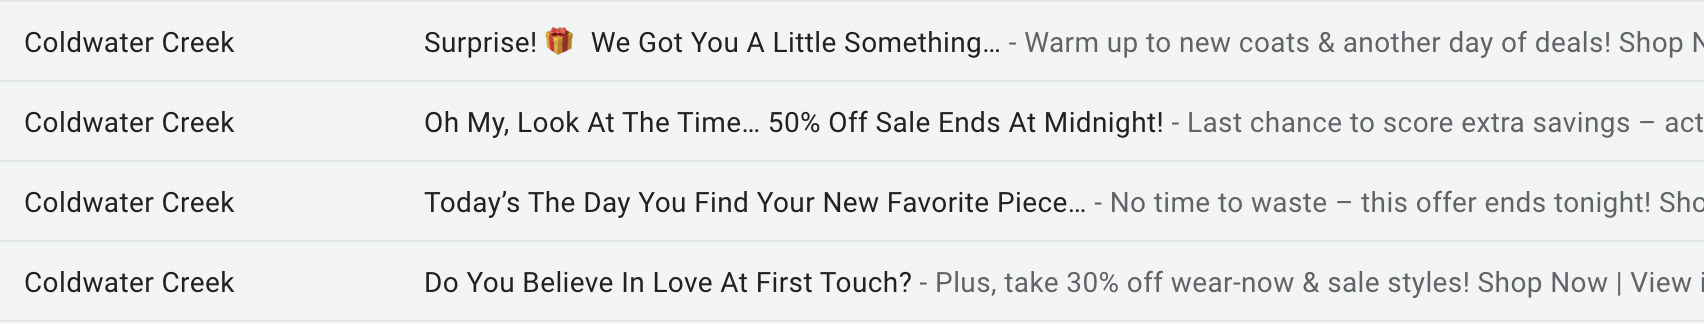 Coldwater Creek Surprise! 🎁 We Got You A Little Something… - Warm up to new coats & another day of deals! Shop
Coldwater Creek Oh My, Look At The Time… 50% Off Sale Ends At Midnight! - Last chance to score extra savings – act
Coldwater Creek Today’s The Day You Find Your New Favorite Piece… - No time to waste – this offer ends tonight! Sho
Coldwater Creek Do You Believe In Love At First Touch? - Plus, take 30% off wear-now & sale styles! Shop Now | View